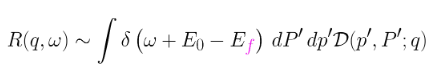 R(q, ω) ∼ ∫ δ (ω + E₀ − E_f) dP′ dp′ 𝒟(p′, P′; q)